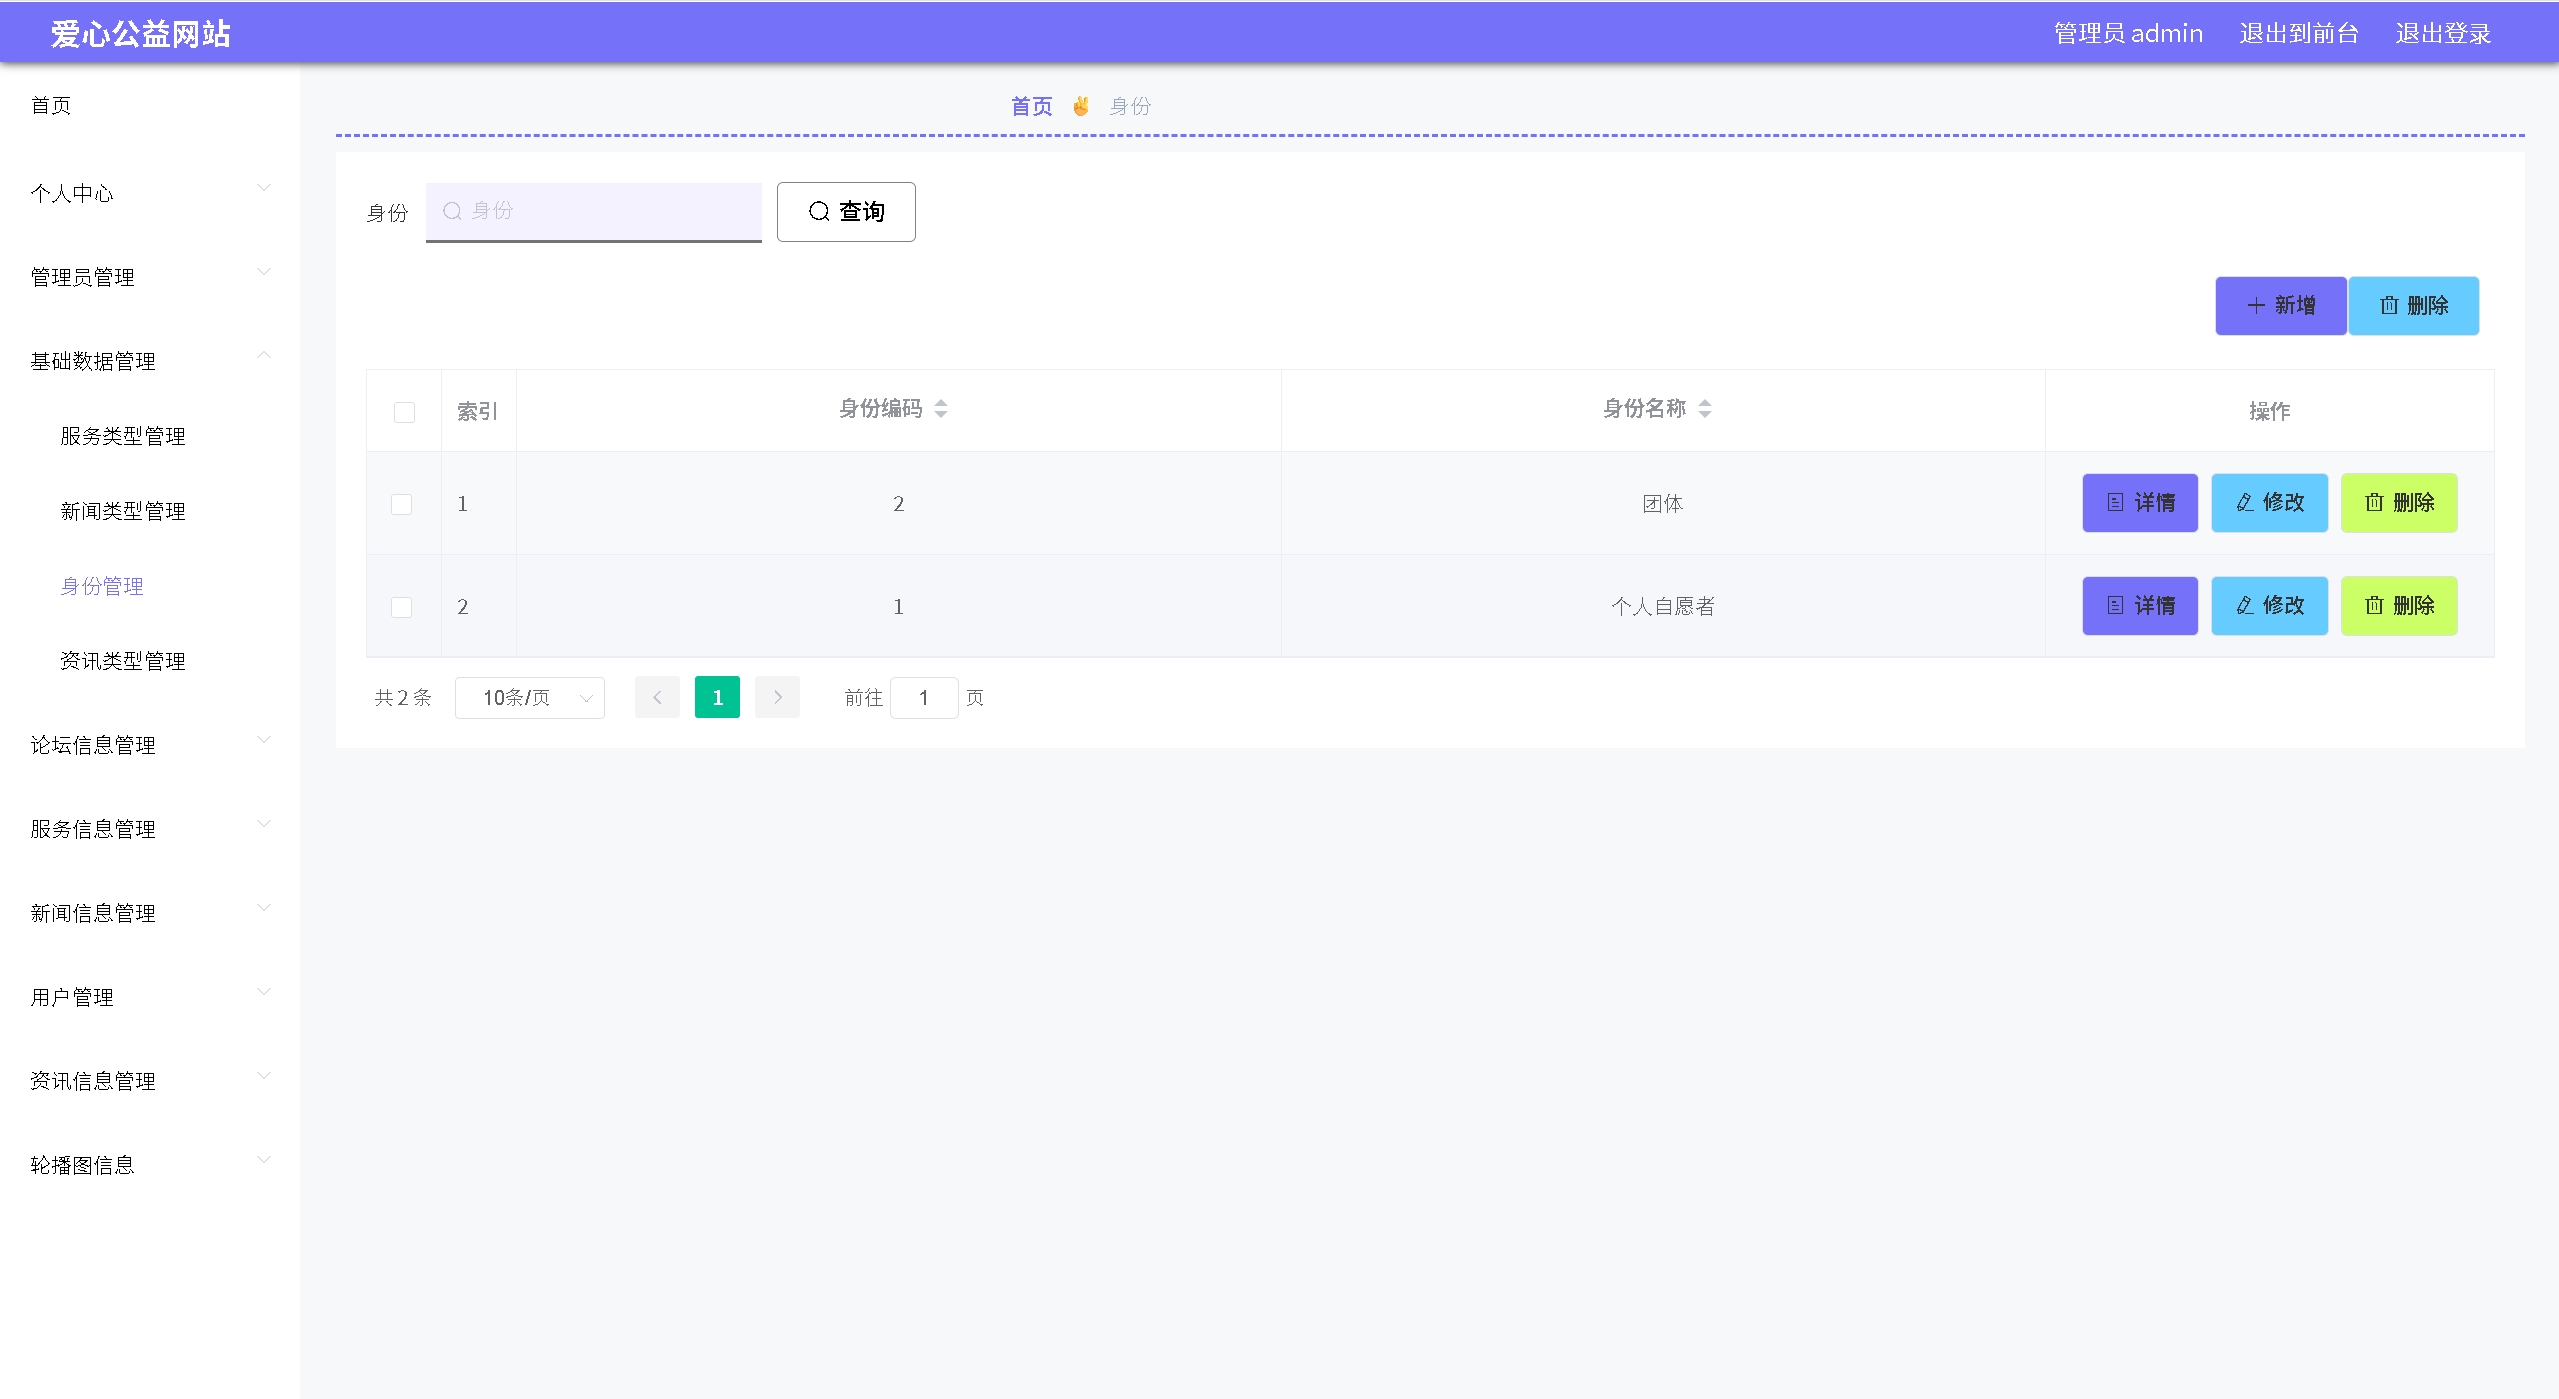 爱心公益网站
管理员 admin 退出到前台 退出登录
首页
个人中心
管理员管理
基础数据管理
服务类型管理
新闻类型管理
身份管理
资讯类型管理
论坛信息管理
服务信息管理
新闻信息管理
用户管理
资讯信息管理
轮播图信息
首页 身份
身份 身份 查询
新增 删除
索引 身份编码 身份名称 操作
1 2 团体 详情 修改 删除
2 1 个人自愿者 详情 修改 删除
共 2 条 10条/页 1 前往 1 页